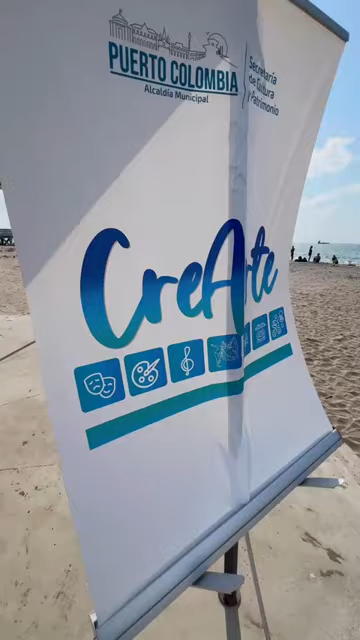 PUERTO COLOMBIA
Alcaldía Municipal
Secretaría
de Cultura
y Patrimonio
CreArte